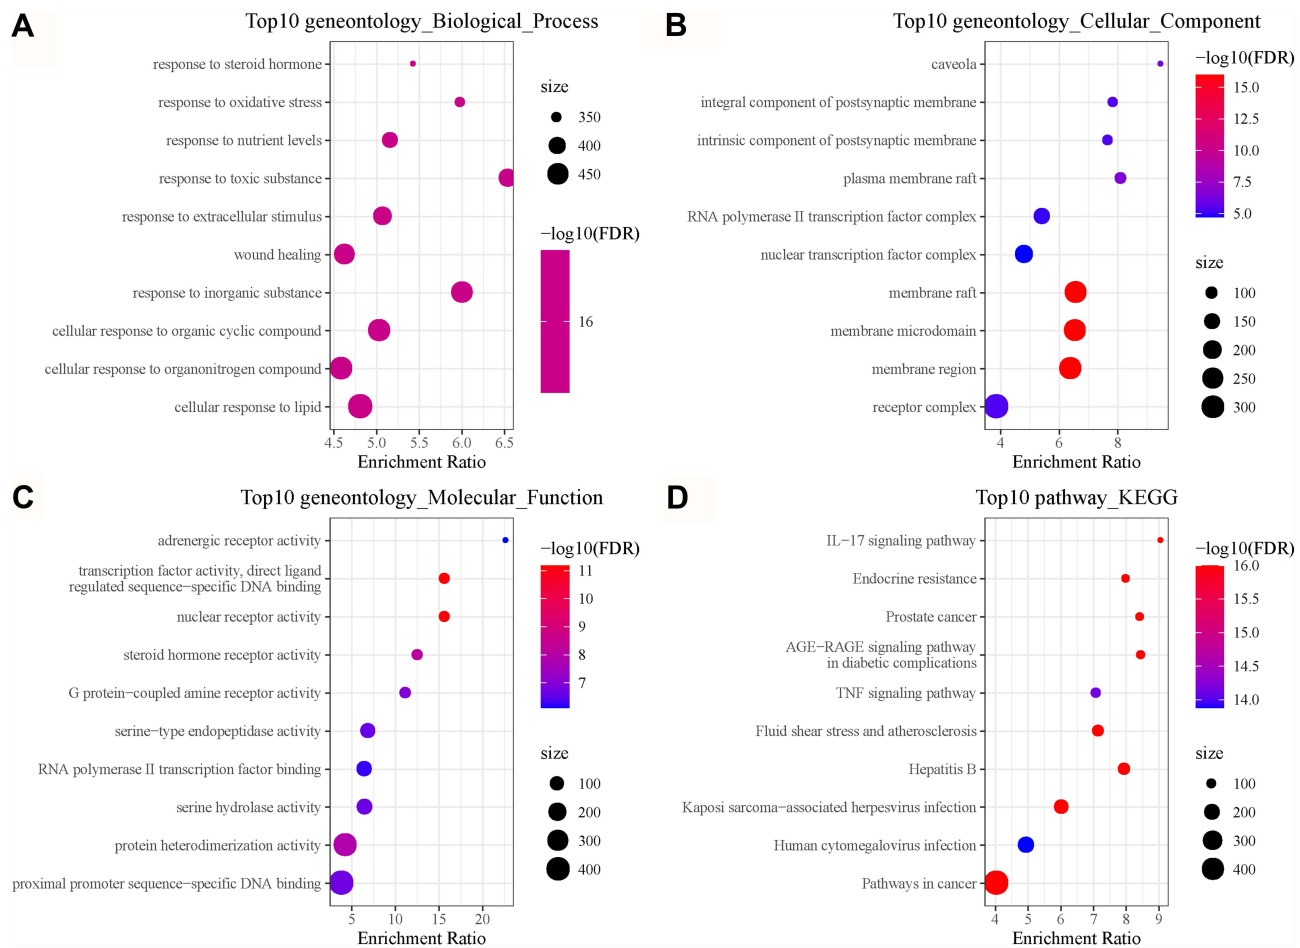 A
Top10 geneontology_Biological_Process
response to steroid hormone
response to oxidative stress
response to nutrient levels
response to toxic substance
response to extracellular stimulus
wound healing
response to inorganic substance
cellular response to organic cyclic compound
cellular response to organonitrogen compound
cellular response to lipid
4.5 5.0 5.5 6.0 6.5
Enrichment Ratio
size
350
400
450
−log10(FDR)
16
B
Top10 geneontology_Cellular_Component
caveola
integral component of postsynaptic membrane
intrinsic component of postsynaptic membrane
plasma membrane raft
RNA polymerase II transcription factor complex
nuclear transcription factor complex
membrane raft
membrane microdomain
membrane region
receptor complex
4 6 8
Enrichment Ratio
−log10(FDR)
15.0
12.5
10.0
7.5
5.0
size
100
150
200
250
300
C
Top10 geneontology_Molecular_Function
adrenergic receptor activity
transcription factor activity, direct ligand
regulated sequence−specific DNA binding
nuclear receptor activity
steroid hormone receptor activity
G protein−coupled amine receptor activity
serine−type endopeptidase activity
RNA polymerase II transcription factor binding
serine hydrolase activity
protein heterodimerization activity
proximal promoter sequence−specific DNA binding
5 10 15 20
Enrichment Ratio
−log10(FDR)
11
10
9
8
7
size
100
200
300
400
D
Top10 pathway_KEGG
IL−17 signaling pathway
Endocrine resistance
Prostate cancer
AGE−RAGE signaling pathway
in diabetic complications
TNF signaling pathway
Fluid shear stress and atherosclerosis
Hepatitis B
Kaposi sarcoma−associated herpesvirus infection
Human cytomegalovirus infection
Pathways in cancer
4 5 6 7 8 9
Enrichment Ratio
−log10(FDR)
16.0
15.5
15.0
14.5
14.0
size
100
200
300
400